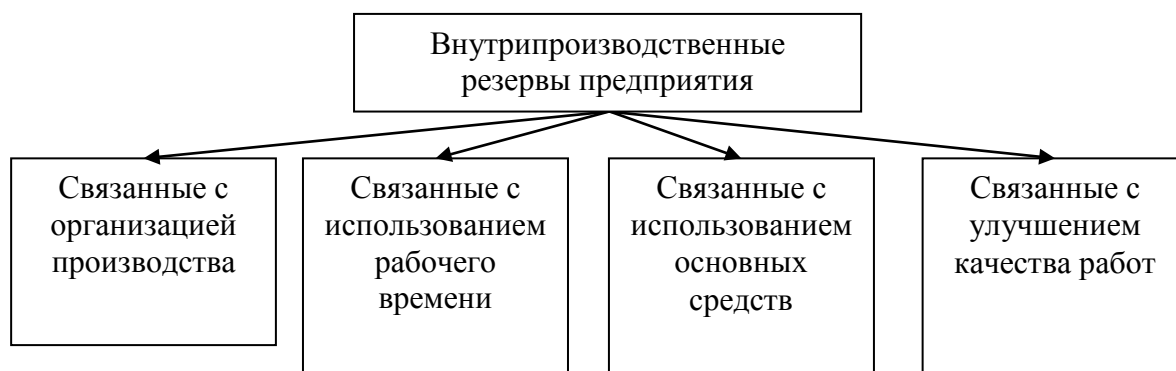 Внутрипроизводственные
резервы предприятия
Связанные с
организацией
производства
Связанные с
использованием
рабочего
времени
Связанные с
использованием
основных
средств
Связанные с
улучшением
качества работ